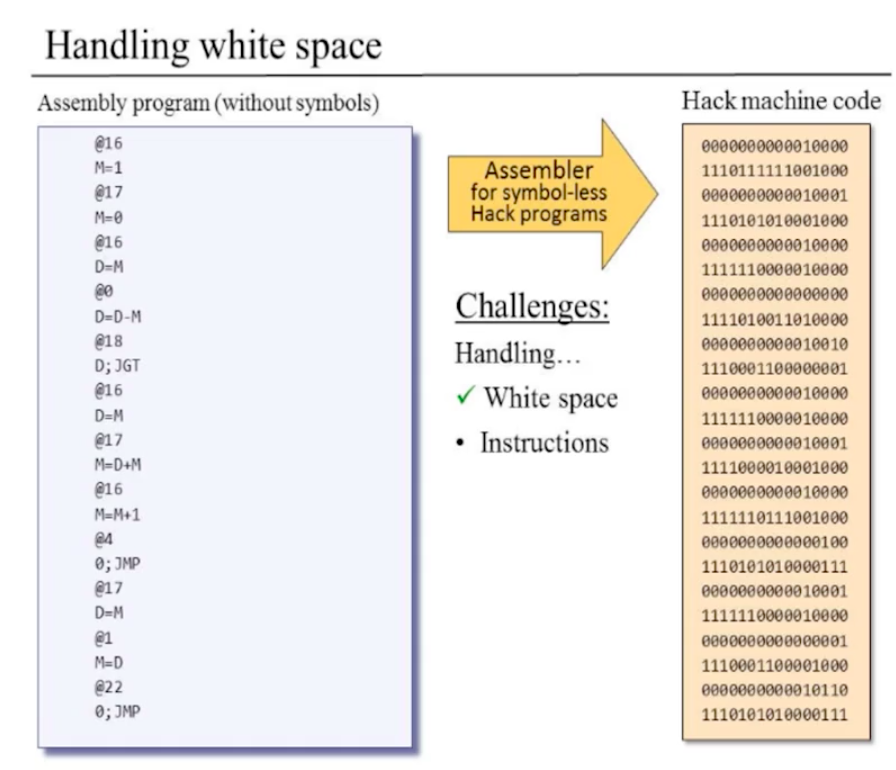 Handling white space
Assembly program (without symbols)
@16
M=1
@17
M=0
@16
D=M
@0
D=D-M
@18
D;JGT
@16
D=M
@17
M=D+M
@16
M=M+1
@4
0;JMP
@17
D=M
@1
M=D
@22
0;JMP
Assembler
for symbol-less
Hack programs
Challenges:
Handling…
✓ White space
• Instructions
Hack machine code
0000000000010000
1110111111001000
0000000000010001
1110101010001000
0000000000010000
1111110000010000
0000000000000000
1111010011010000
0000000000010010
1110001100000001
0000000000010000
1111110000010000
0000000000010001
1111000010001000
0000000000010000
1111110111001000
0000000000000100
1110101010000111
0000000000010001
1111110000010000
0000000000000001
1110001100001000
0000000000010110
1110101010000111